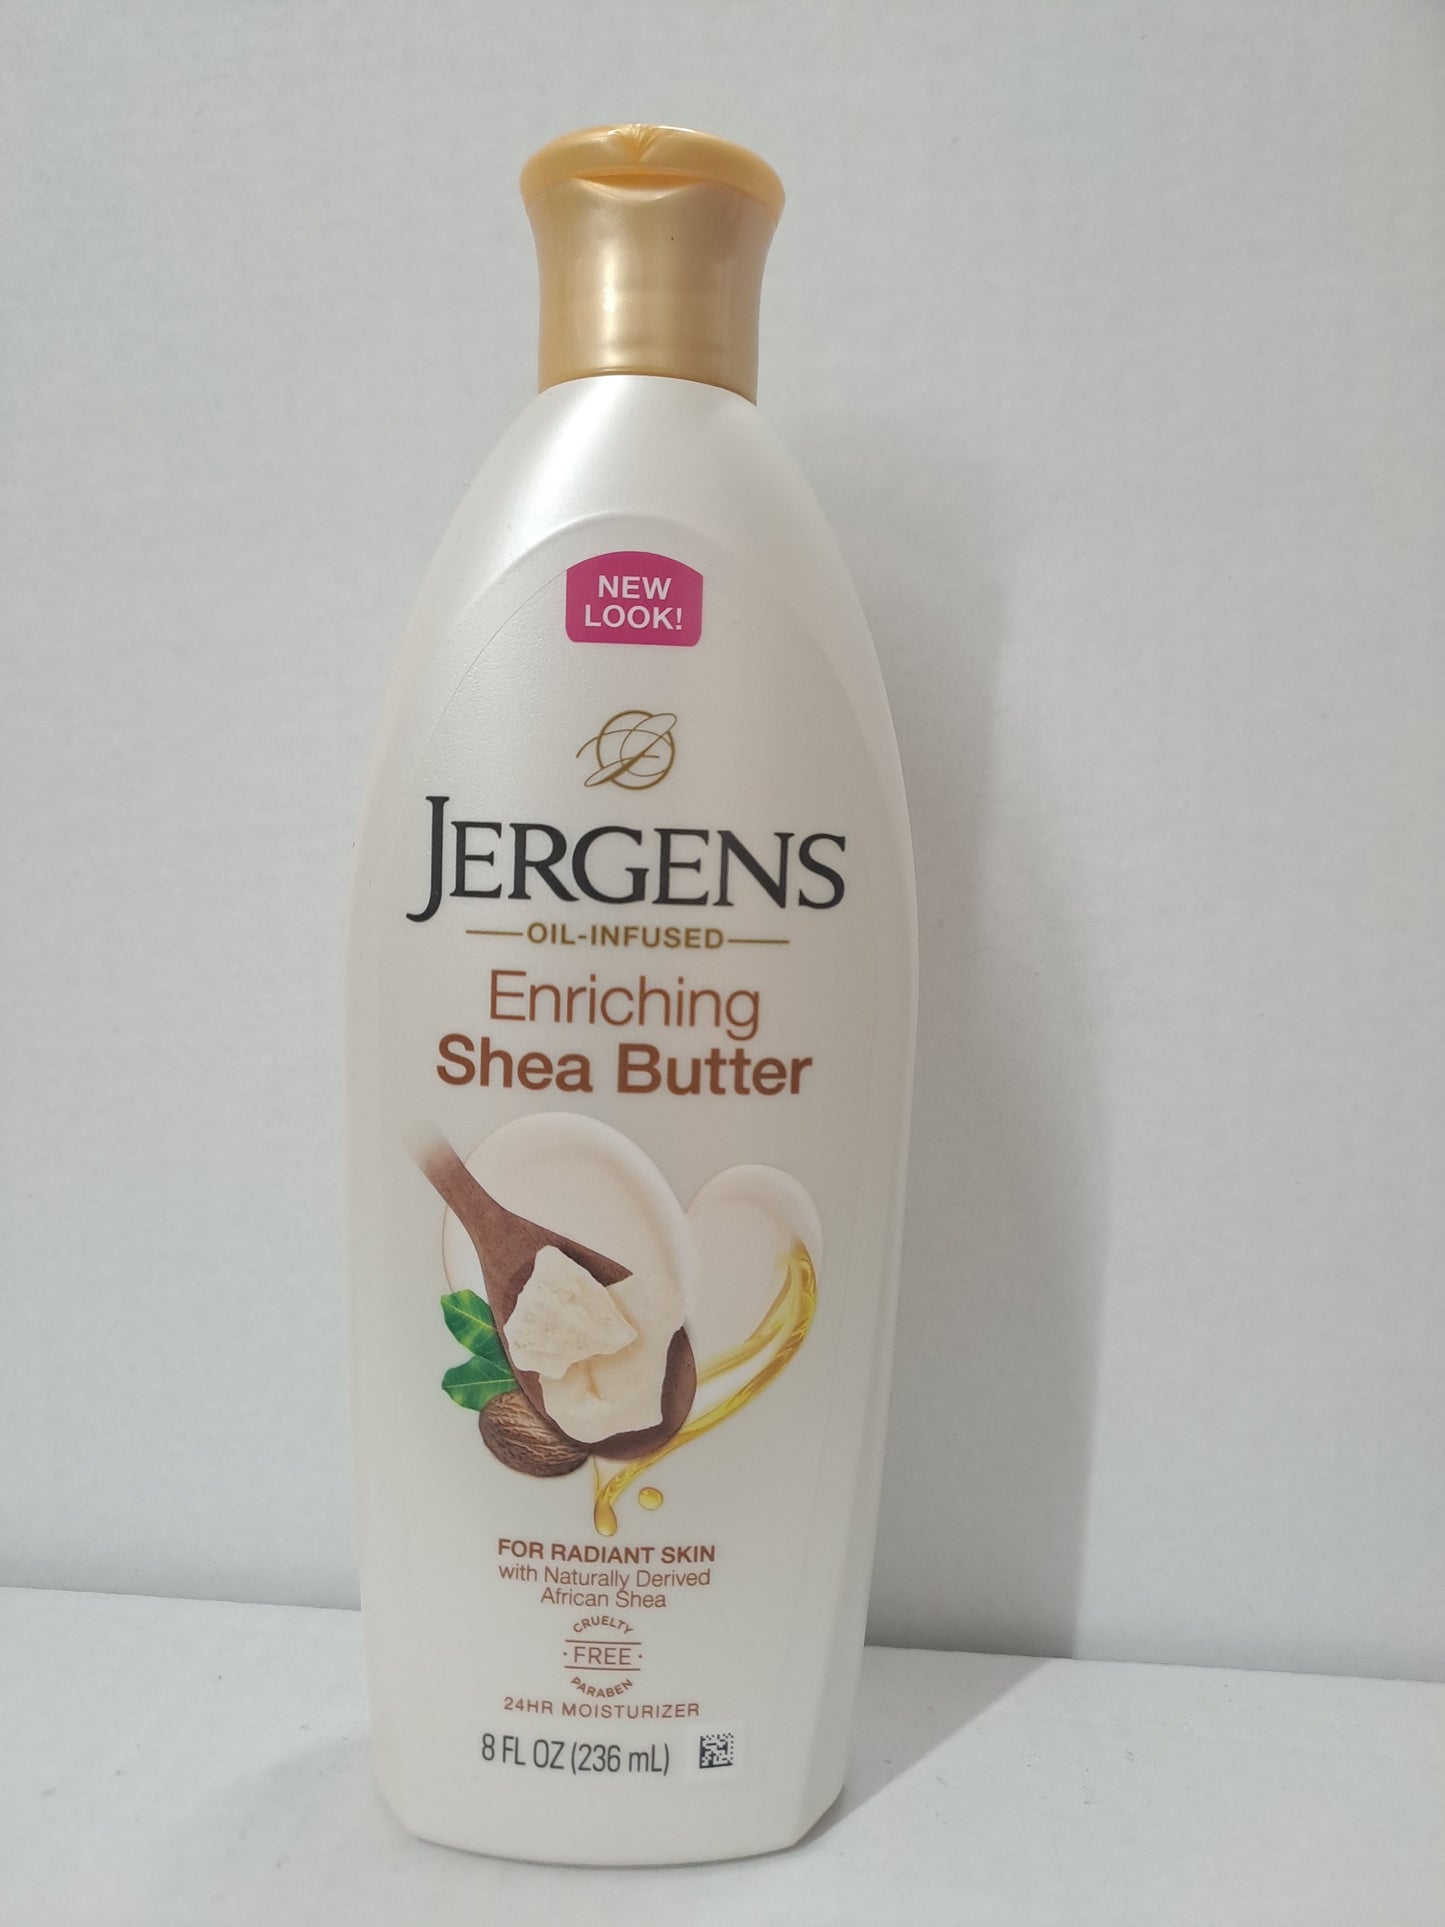 NEW
LOOK!
JERGENS
OIL-INFUSED
Enriching
Shea Butter
FOR RADIANT SKIN
with Naturally Derived
African Shea
CRUELTY
· FREE ·
PARABEN
24HR MOISTURIZER
8 FL OZ (236 mL)